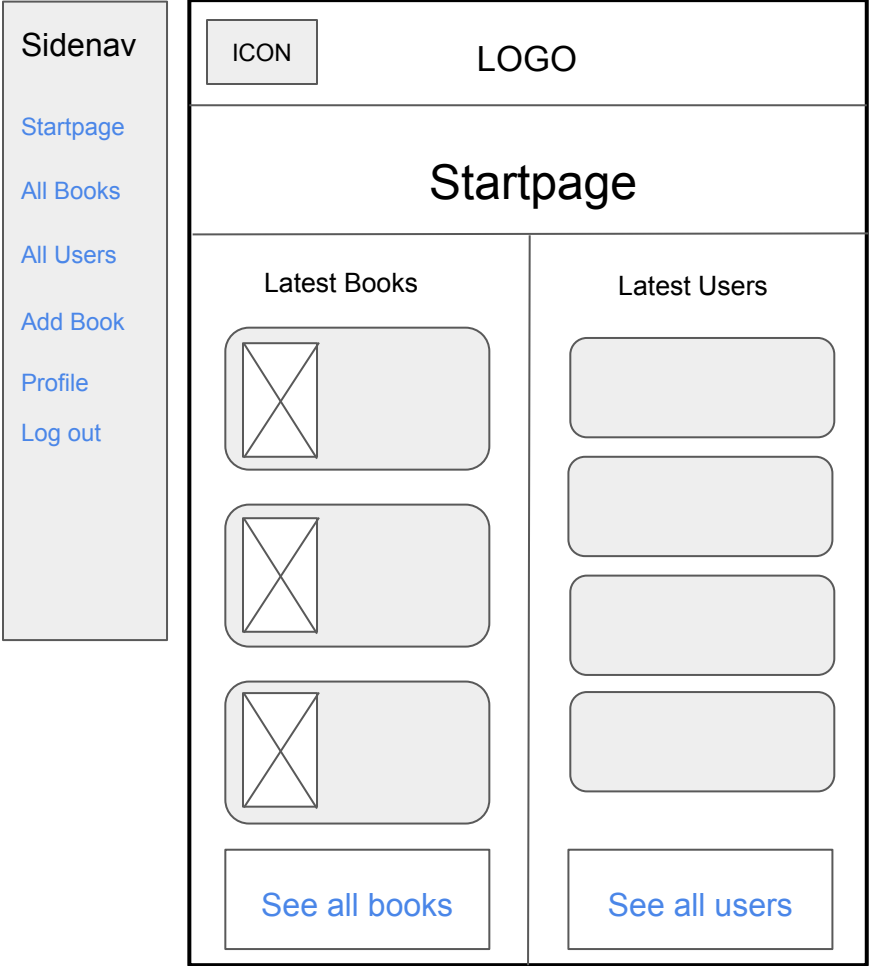 Sidenav
Startpage
All Books
All Users
Add Book
Profile
Log out
ICON
LOGO
Startpage
Latest Books
Latest Users
See all books
See all users